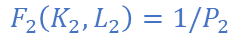 F₂(K₂, L₂) = 1/P₂